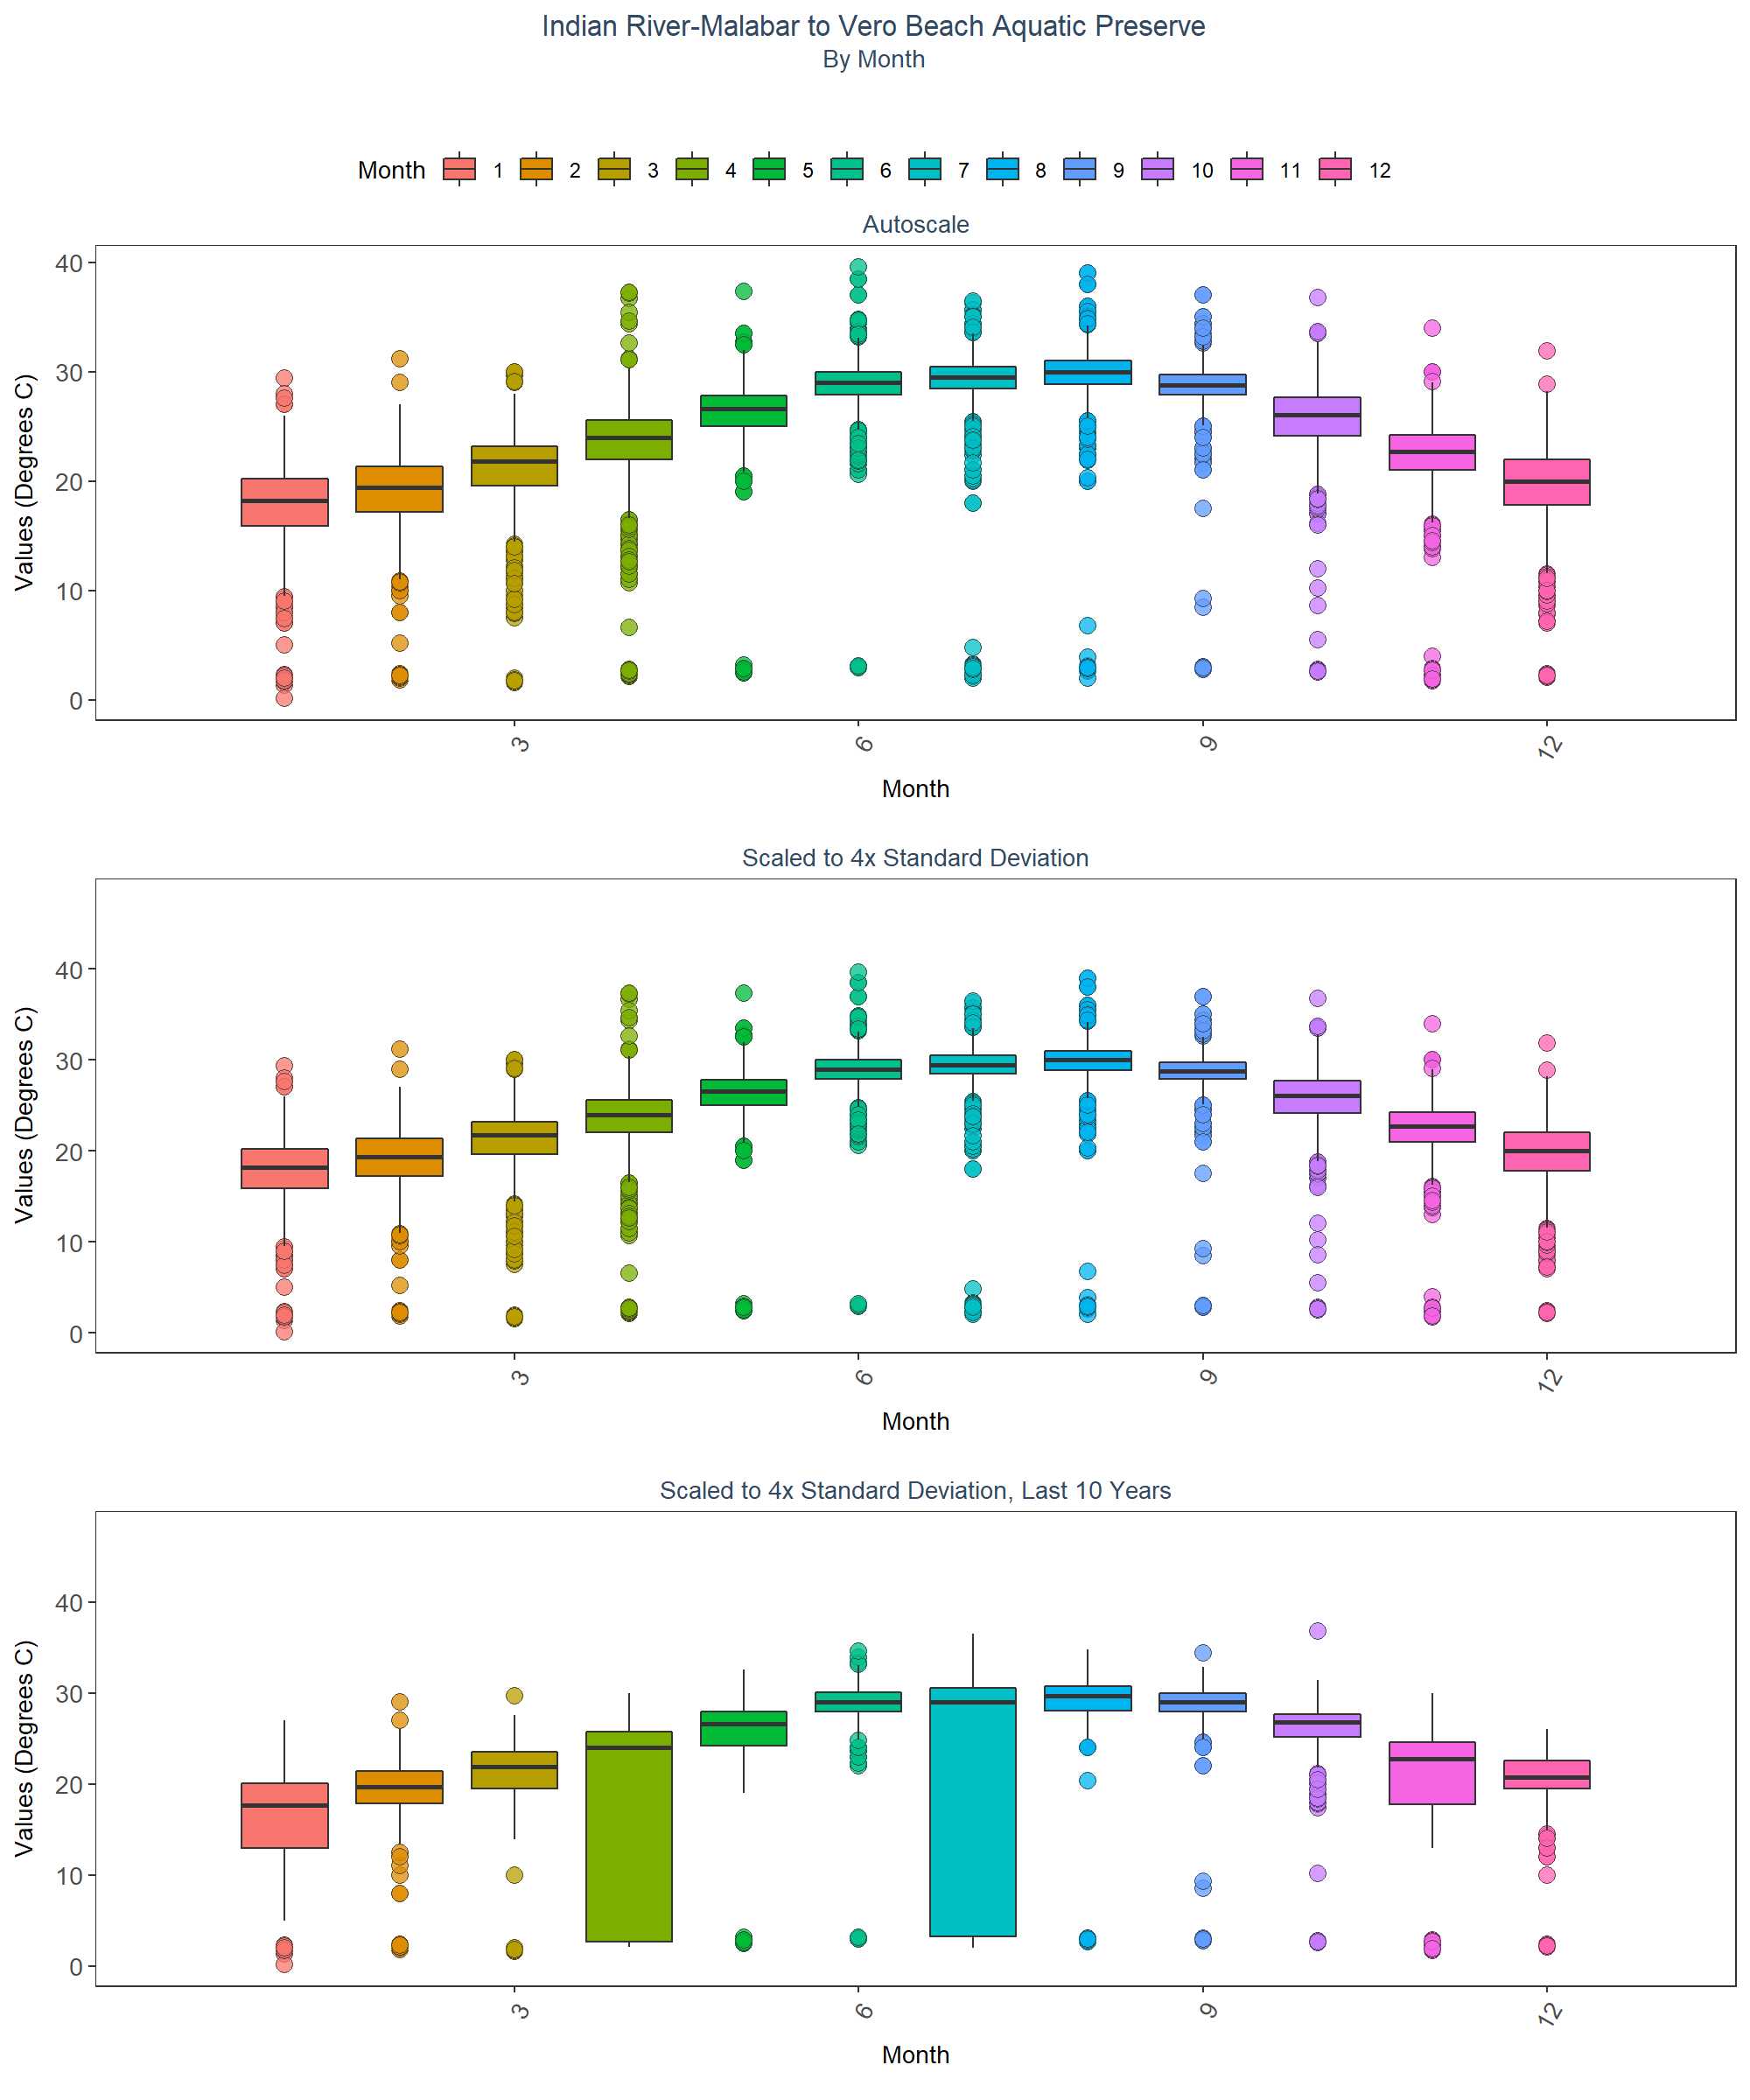 Indian River-Malabar to Vero Beach Aquatic Preserve
By Month
Month 1 2 3 4 5 6 7 8 9 10 11 12
Autoscale
Values (Degrees C)
40
30
20
10
0
3 6 9 12
Month
Scaled to 4x Standard Deviation
Values (Degrees C)
40
30
20
10
0
3 6 9 12
Month
Scaled to 4x Standard Deviation, Last 10 Years
Values (Degrees C)
40
30
20
10
0
3 6 9 12
Month